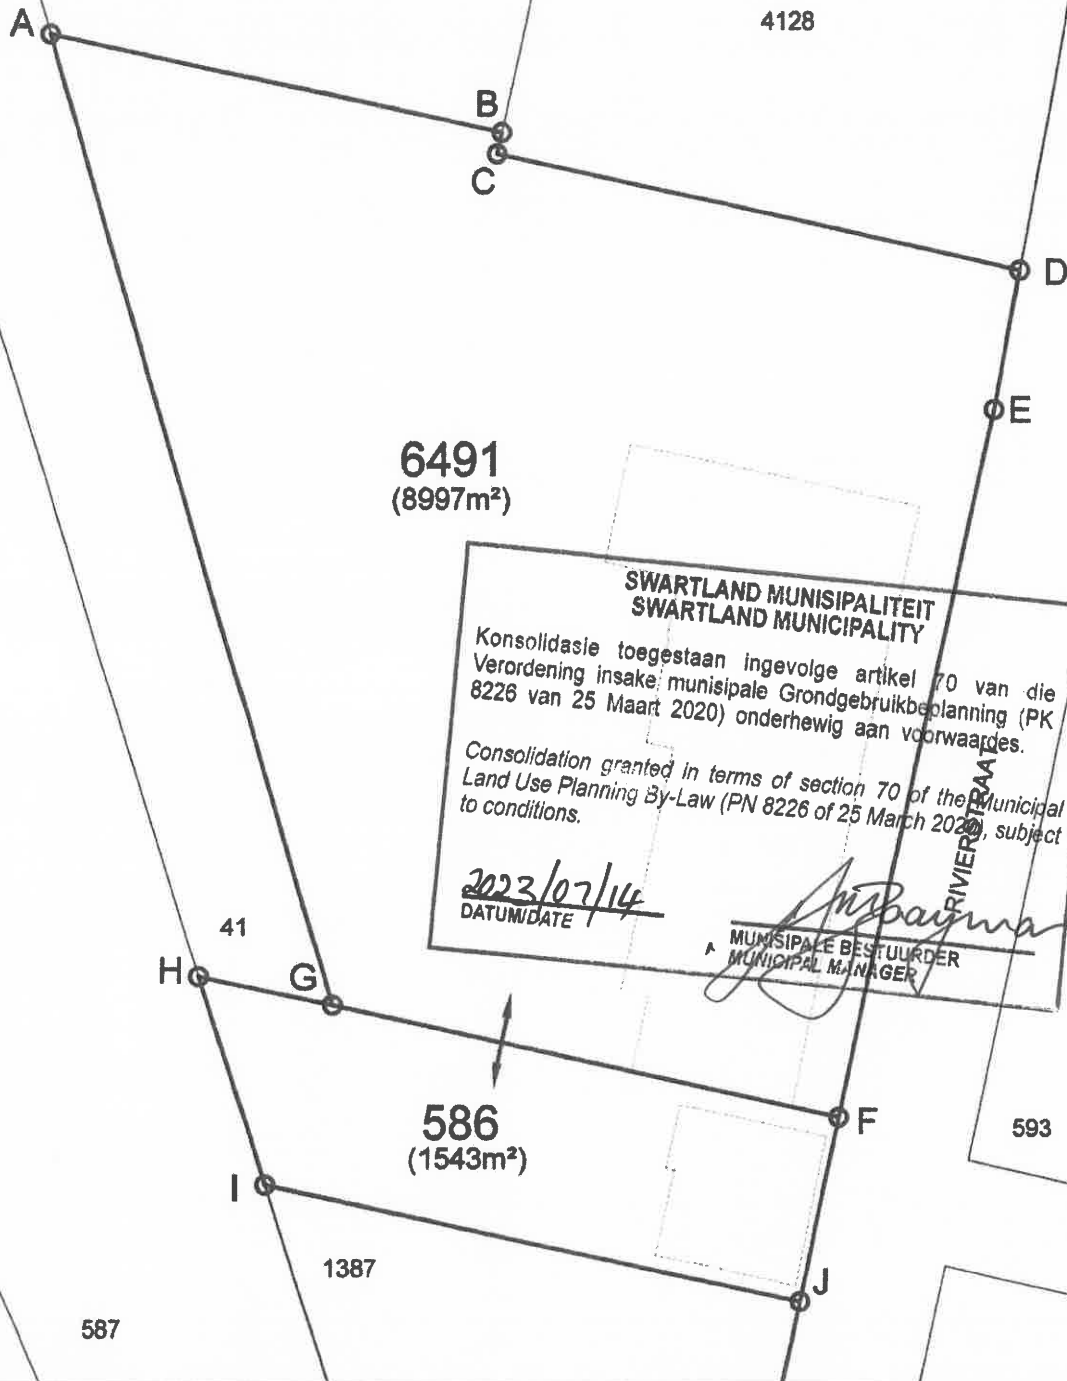 A
4128
B
C
D
E
6491
(8997m²)
SWARTLAND MUNISIPALITEIT
SWARTLAND MUNICIPALITY
Konsolidasie toegestaan ingevolge artikel 70 van die
Verordening insake munisipale Grondgebruikbeplanning (PK
8226 van 25 Maart 2020) onderhewig aan voorwaardes.
Consolidation granted in terms of section 70 of the Municipal
Land Use Planning By-Law (PN 8226 of 25 March 2020), subject
to conditions.
RIVIERSTRAAT
2023/07/14
DATUM/DATE
MUNISIPALE BESTUURDER
MUNICIPAL MANAGER
41
H
G
586
(1543m²)
F
593
I
1387
J
587